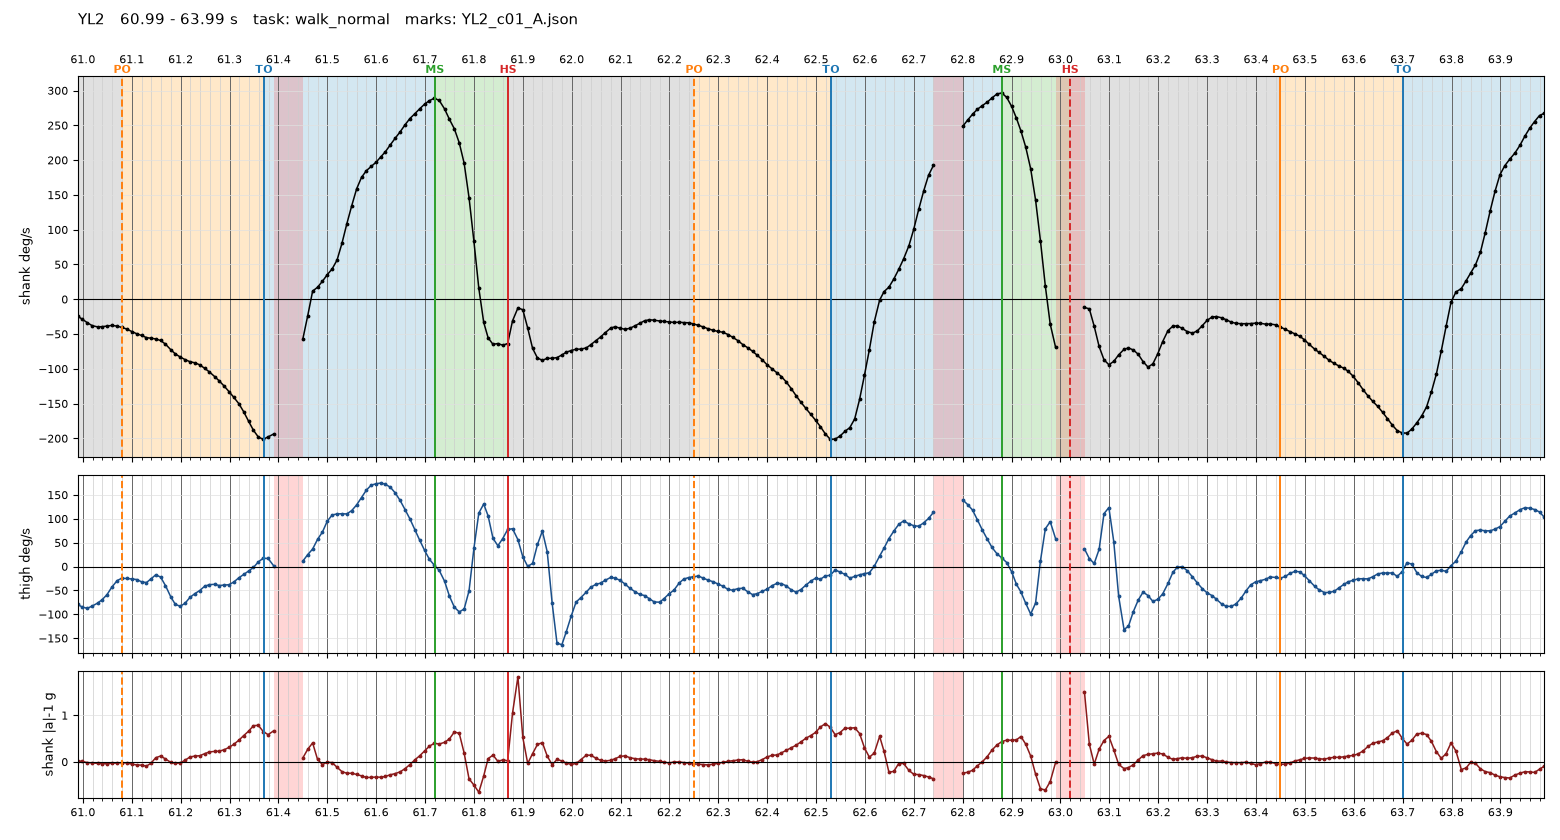 YL2   60.99 - 63.99 s   task: walk_normal   marks: YL2_c01_A.json
61.0 61.1 61.2 61.3 61.4 61.5 61.6 61.7 61.8 61.9 62.0 62.1 62.2 62.3 62.4 62.5 62.6 62.7 62.8 62.9 63.0 63.1 63.2 63.3 63.4 63.5 63.6 63.7 63.8 63.9
PO TO MS HS PO TO MS HS PO TO
shank deg/s
300
250
200
150
100
50
0
−50
−100
−150
−200
thigh deg/s
150
100
50
0
−50
−100
−150
shank |a|-1 g
1
0
61.0 61.1 61.2 61.3 61.4 61.5 61.6 61.7 61.8 61.9 62.0 62.1 62.2 62.3 62.4 62.5 62.6 62.7 62.8 62.9 63.0 63.1 63.2 63.3 63.4 63.5 63.6 63.7 63.8 63.9